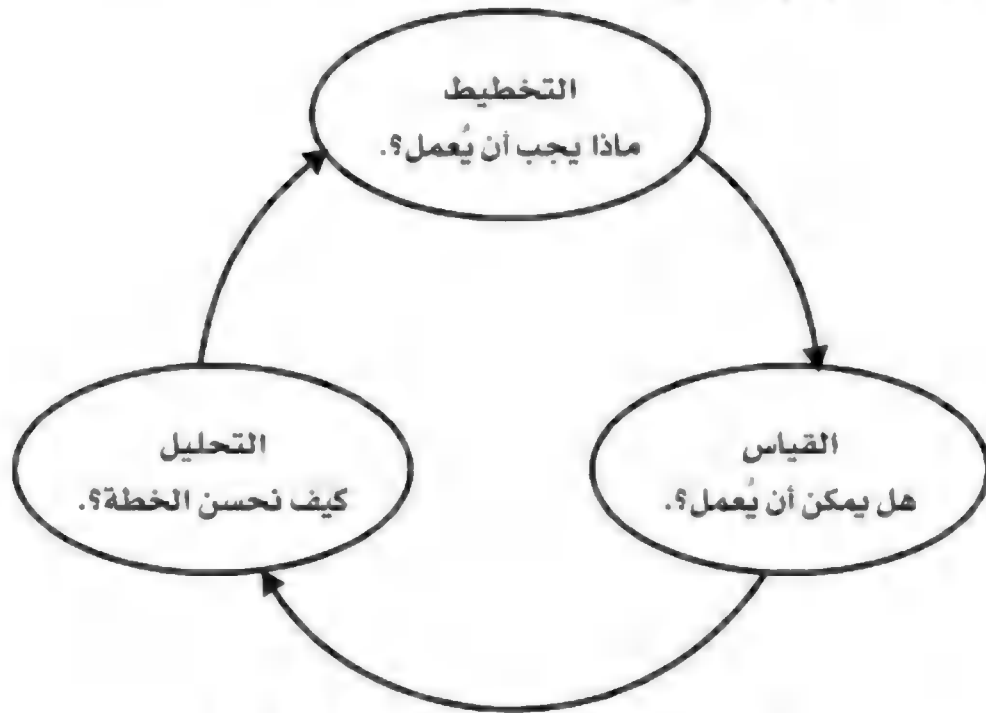 التخطيط
ماذا يجب أن يُعمل؟.
القياس
هل يمكن أن يُعمل؟.
التحليل
كيف نحسن الخطة؟.